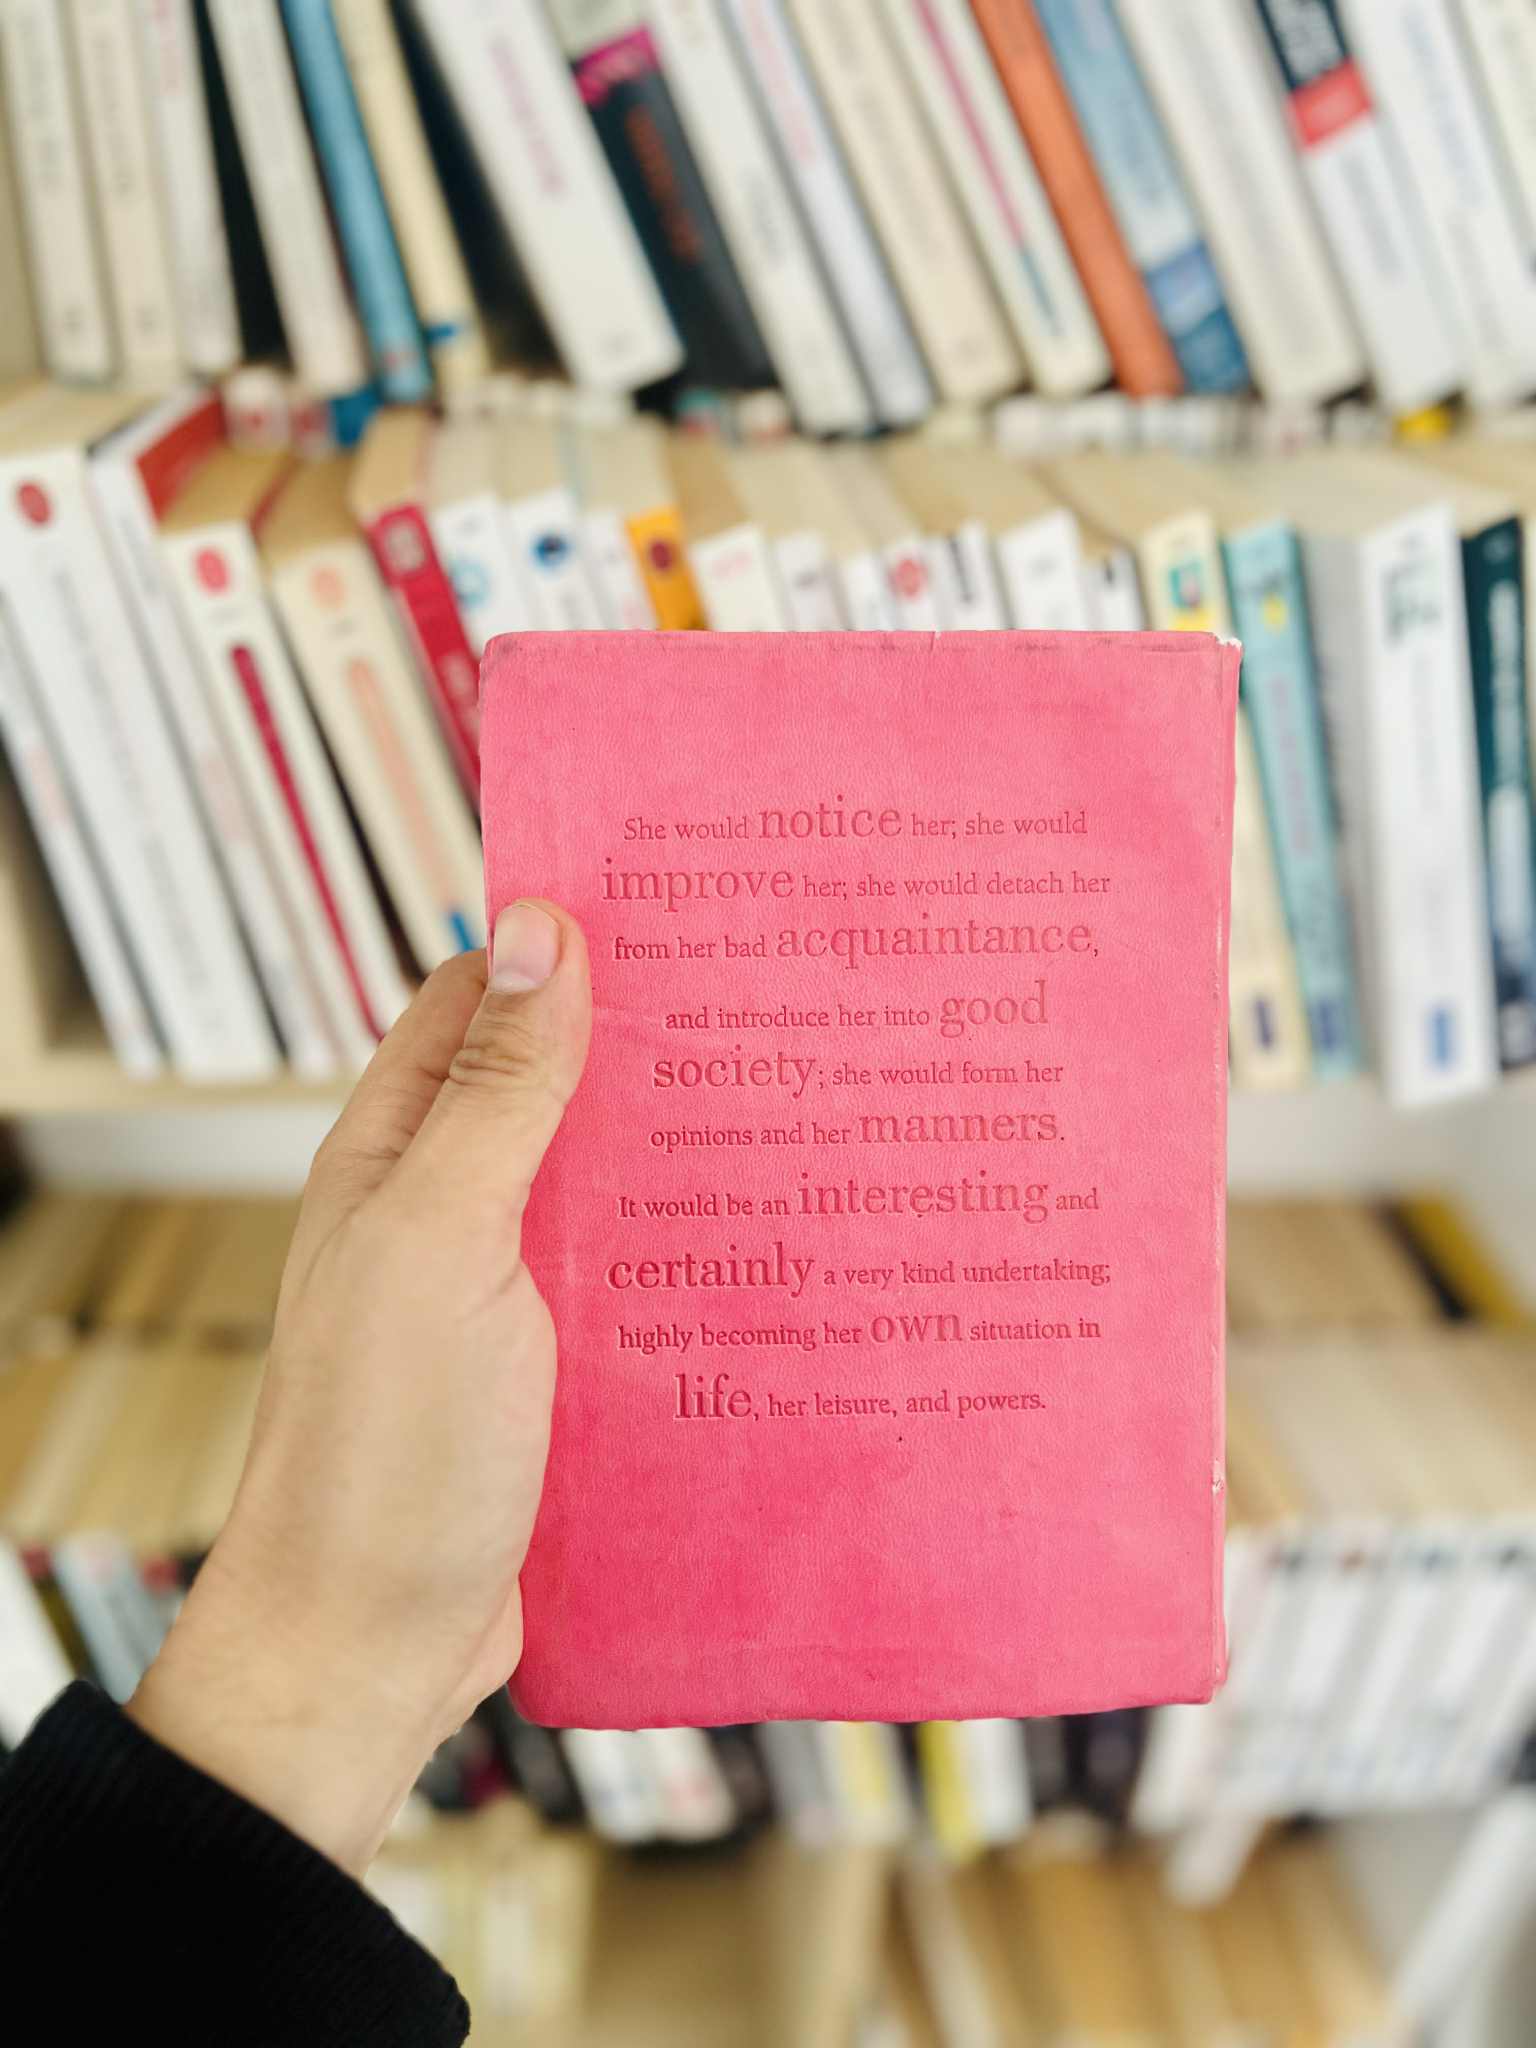 She would notice her; she would
improve her; she would detach her
from her bad acquaintance,
and introduce her into good
society; she would form her
opinions and her manners.
It would be an interesting and
certainly a very kind undertaking;
highly becoming her own situation in
life, her leisure, and powers.